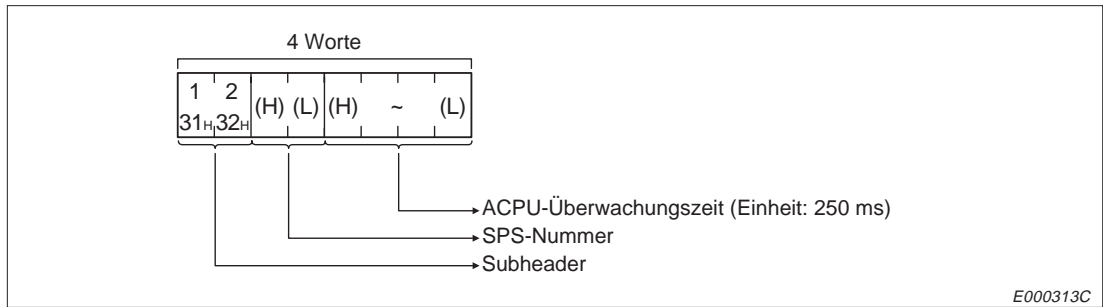 4 Worte
1 2 (H) (L) (H) ~ (L)
31H 32H
ACPU-Überwachungszeit (Einheit: 250 ms)
SPS-Nummer
Subheader
E000313C